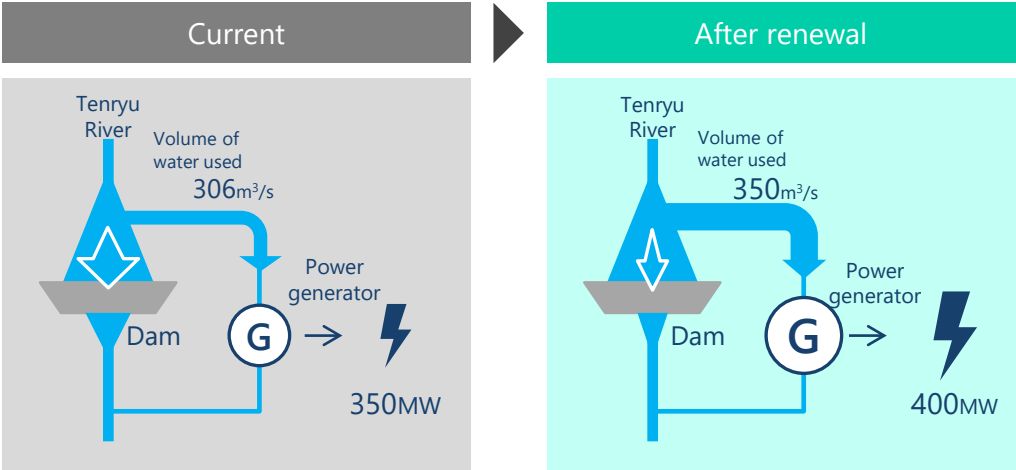 Current
After renewal
Tenryu
River
Volume of
water used
306m³/s
Power
generator
G
Dam
350MW
Tenryu
River
Volume of
water used
350m³/s
Power
generator
G
Dam
400MW